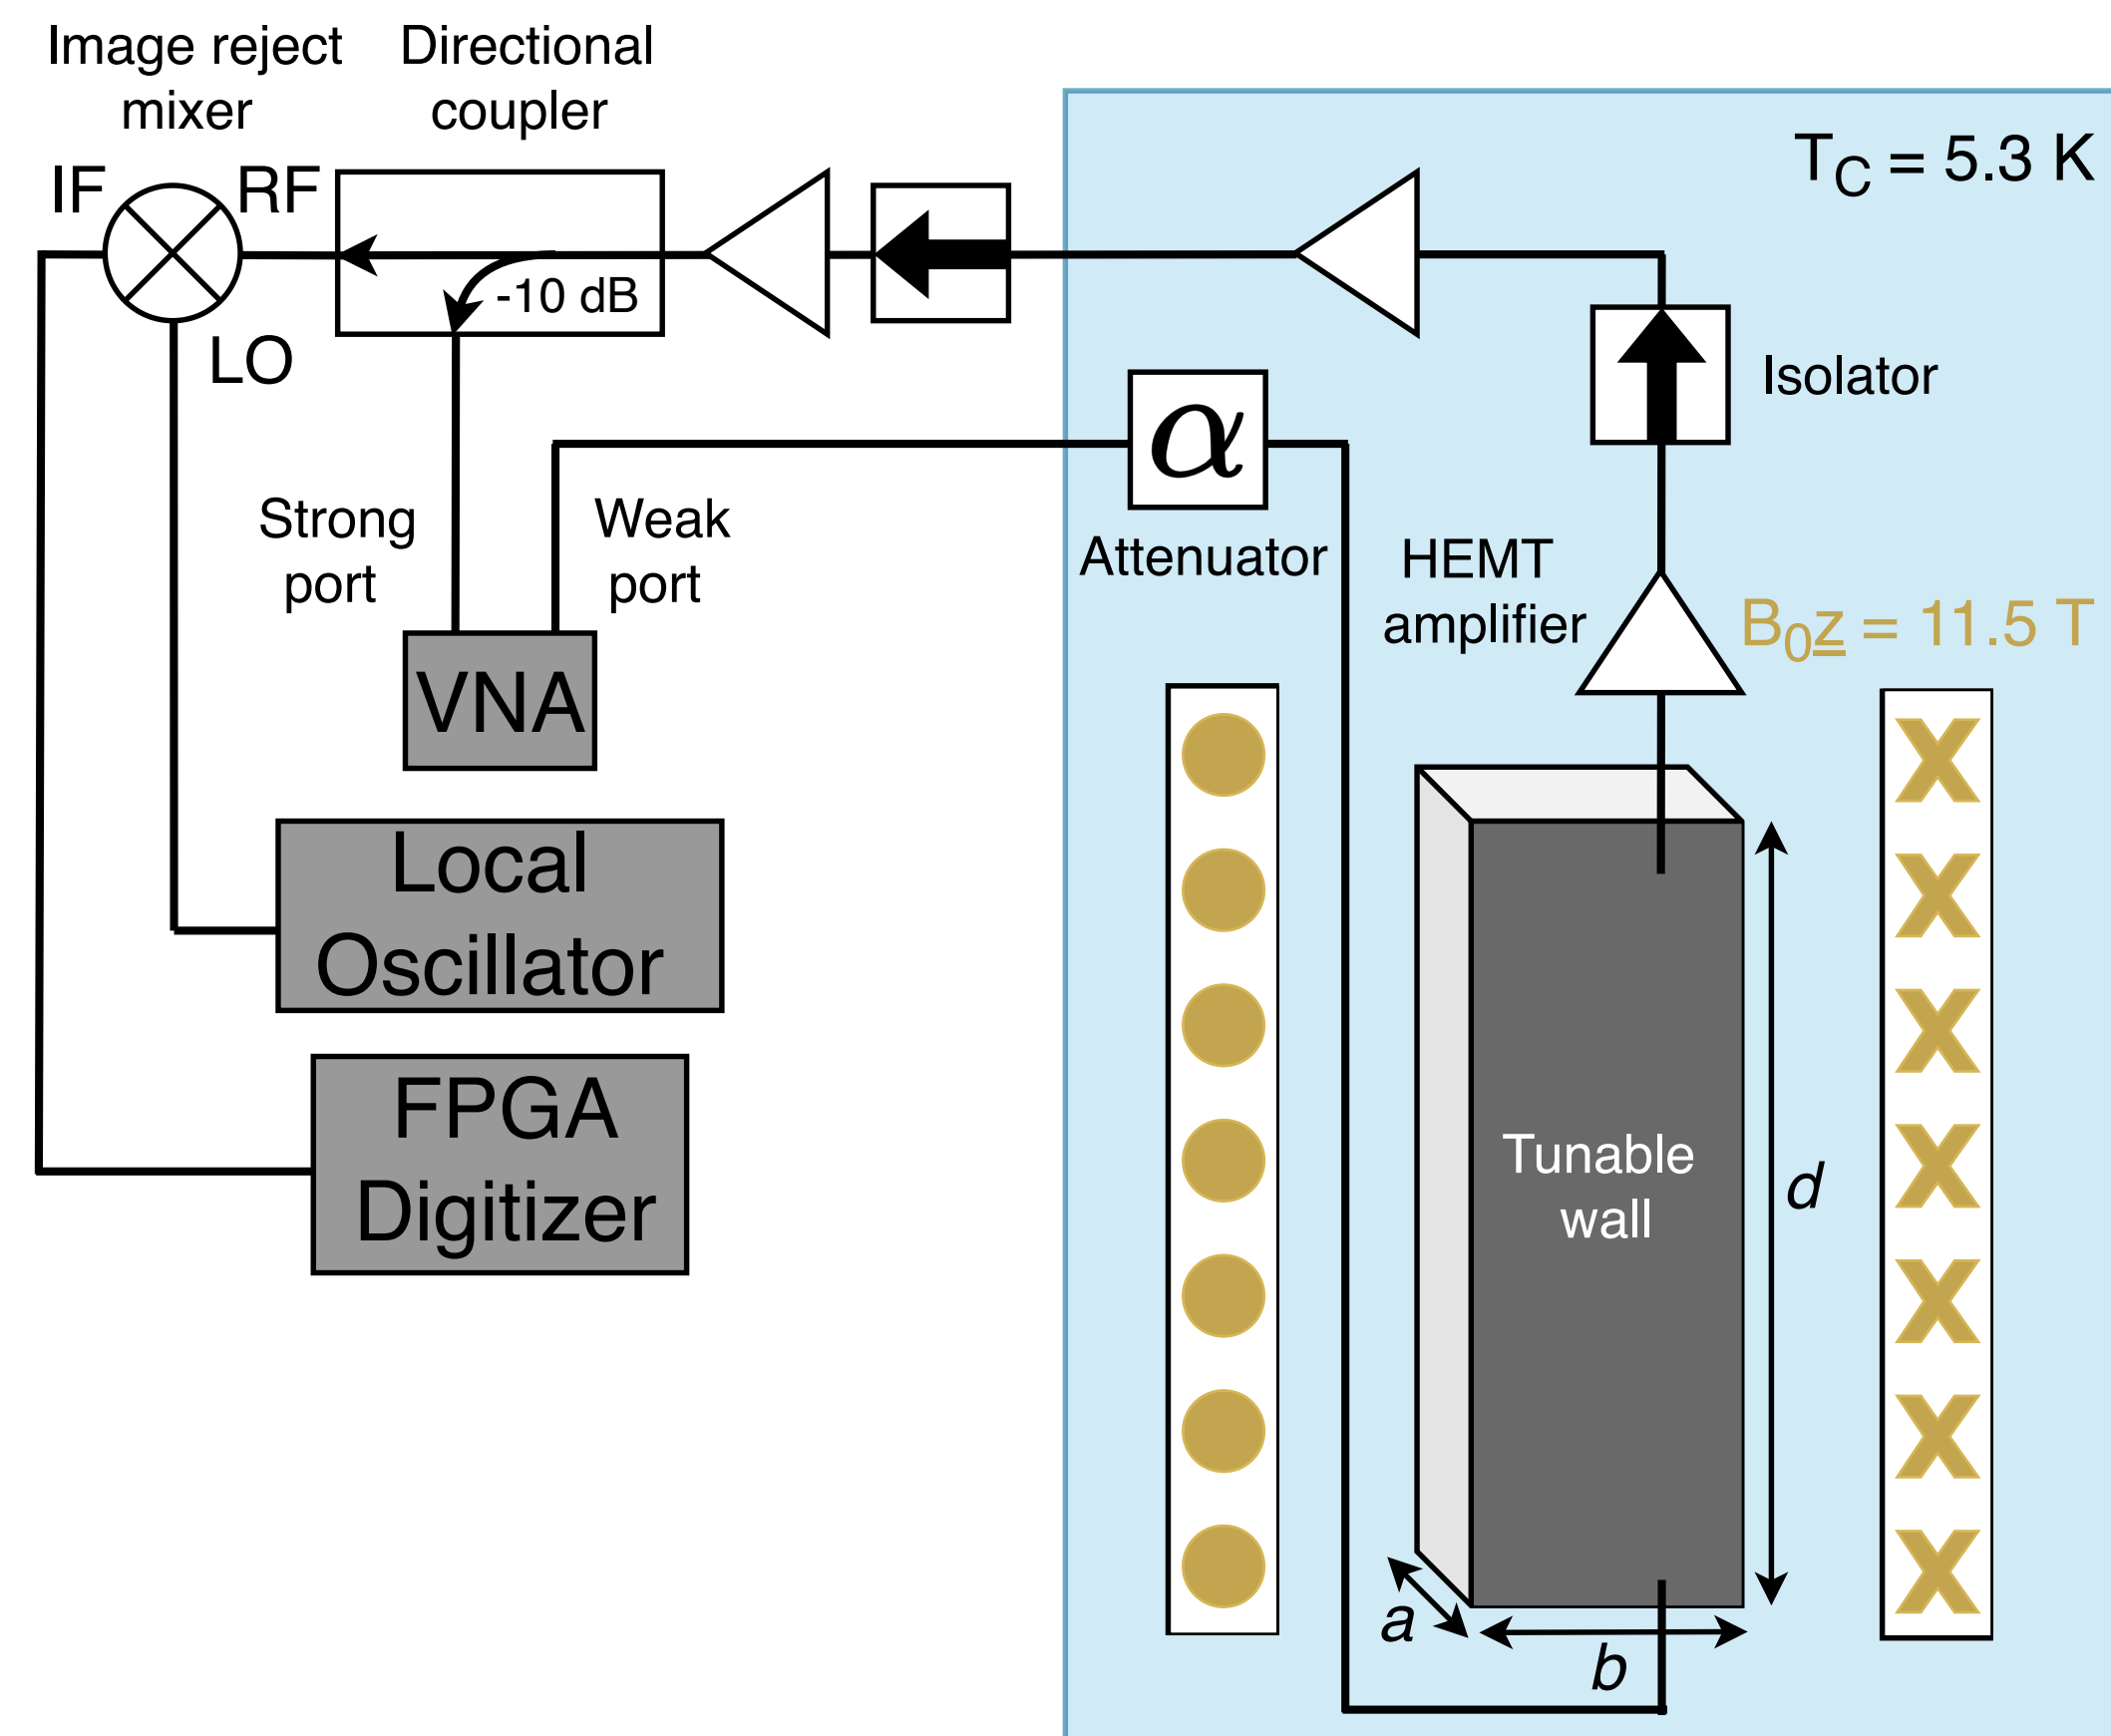 Image reject
mixer
Directional
coupler
IF
RF
LO
-10 dB
T_C = 5.3 K
Isolator
α
Attenuator
Strong
port
Weak
port
HEMT
amplifier
B_0z = 11.5 T
VNA
Local
Oscillator
FPGA
Digitizer
Tunable
wall
d
a
b